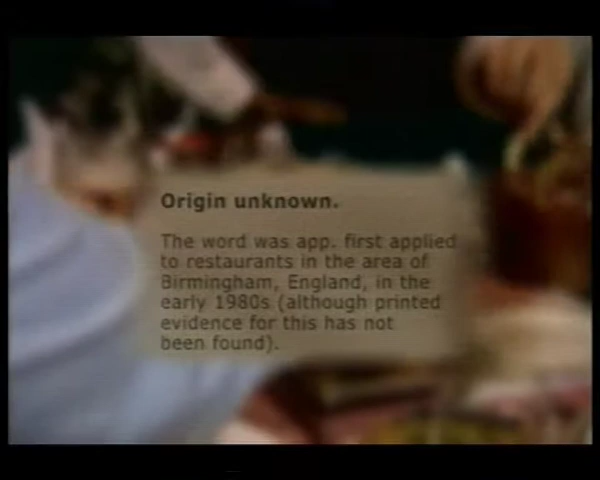 Origin unknown.
The word was app. first applied
to restaurants in the area of
Birmingham, England, in the
early 1980s (although printed
evidence for this has not
been found).